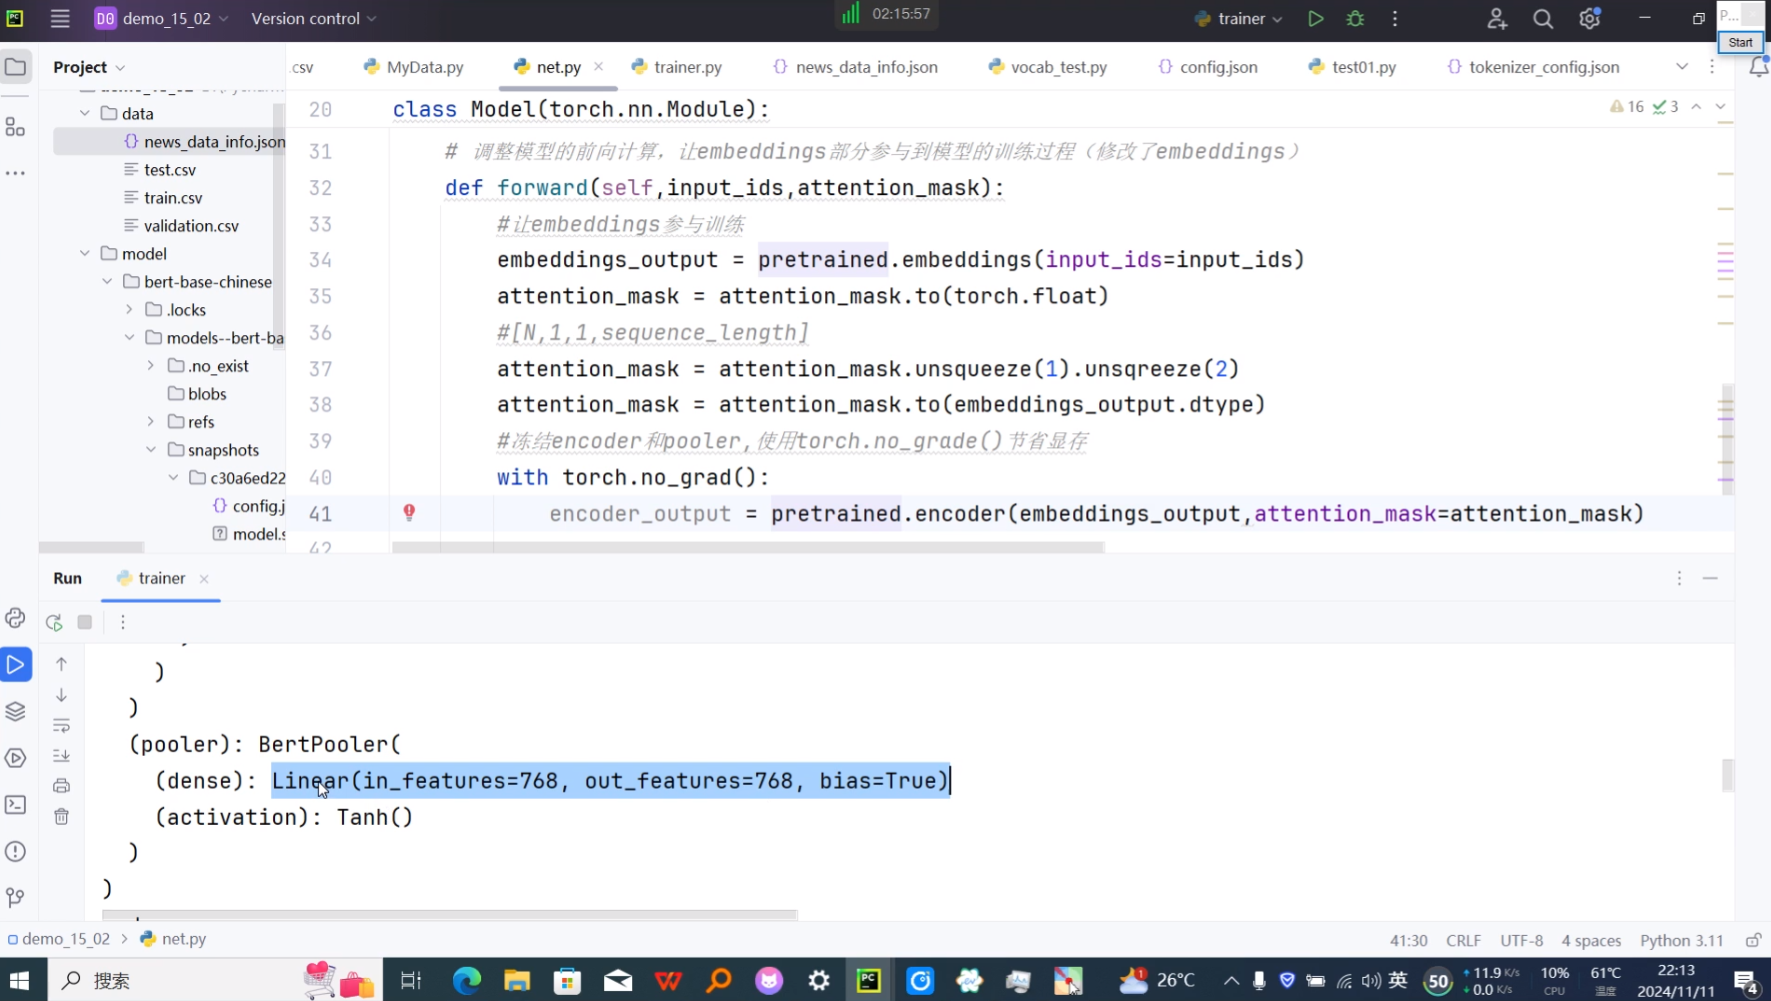 D0 demo_15_02
Version control
02:15:57
trainer
P...
Start
Project
.csv
MyData.py
net.py
trainer.py
news_data_info.json
vocab_test.py
config.json
test01.py
tokenizer_config.json
data
news_data_info.json
test.csv
train.csv
validation.csv
model
bert-base-chinese
.locks
models--bert-ba
.no_exist
blobs
refs
snapshots
c30a6ed22
config.j
model.s
16 3
20 class Model(torch.nn.Module):
31 # 调整模型的前向计算，让embeddings部分参与到模型的训练过程（修改了embeddings）
32 def forward(self,input_ids,attention_mask):
33 #让embeddings参与训练
34 embeddings_output = pretrained.embeddings(input_ids=input_ids)
35 attention_mask = attention_mask.to(torch.float)
36 #[N,1,1,sequence_length]
37 attention_mask = attention_mask.unsqueeze(1).unsqreeze(2)
38 attention_mask = attention_mask.to(embeddings_output.dtype)
39 #冻结encoder和pooler,使用torch.no_grade()节省显存
40 with torch.no_grad():
41 encoder_output = pretrained.encoder(embeddings_output,attention_mask=attention_mask)
42
Run
trainer
)
)
(pooler): BertPooler(
(dense): Linear(in_features=768, out_features=768, bias=True)
(activation): Tanh()
)
)
demo_15_02 > net.py
41:30 CRLF UTF-8 4 spaces Python 3.11
搜索
26°C
英
50
11.9 K/s
0.0 K/s
10%
CPU
61℃
温度
22:13
2024/11/11
4